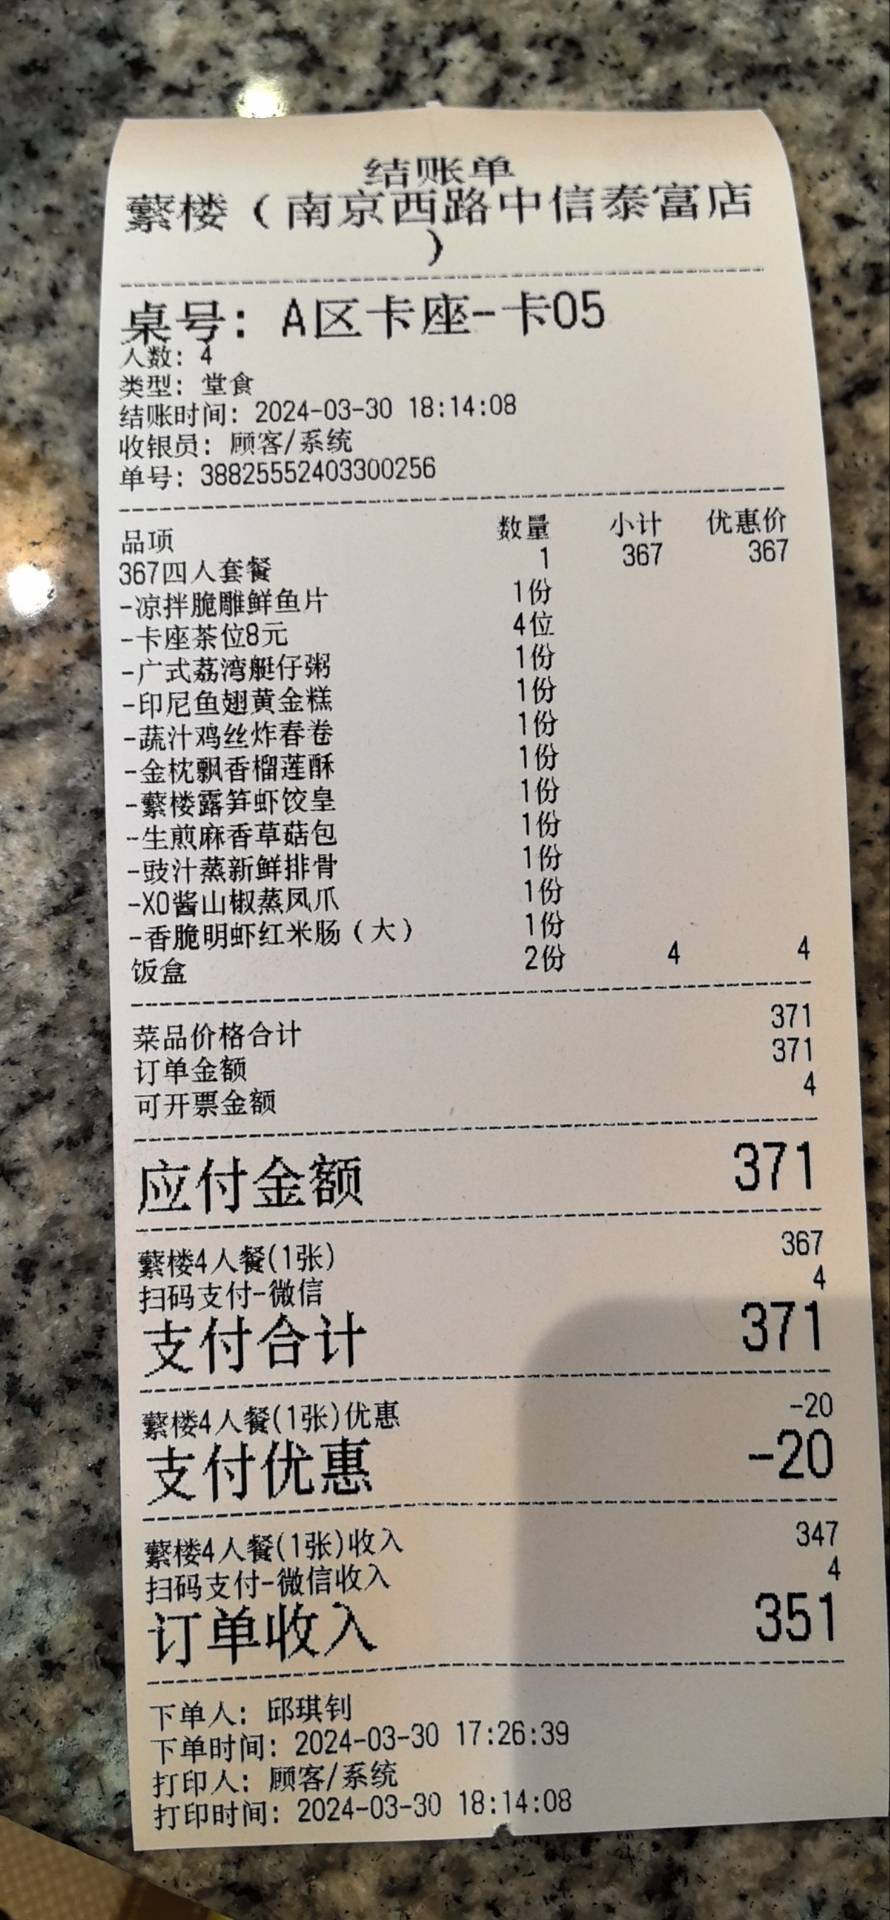 结账单
蘩楼（南京西路中信泰富店
）
桌号：A区卡座-卡05
人数：4
类型：堂食
结账时间：2024-03-30 18:14:08
收银员：顾客/系统
单号：38825552403300256
品项 数量 小计 优惠价
367四人套餐 1 367 367
-凉拌脆雕鲜鱼片 1份
-卡座茶位8元 4位
-广式荔湾艇仔粥 1份
-印尼鱼翅黄金糕 1份
-蔬汁鸡丝炸春卷 1份
-金枕飘香榴莲酥 1份
-蘩楼露笋虾饺皇 1份
-生煎麻香草菇包 1份
-豉汁蒸新鲜排骨 1份
-XO酱山椒蒸凤爪 1份
-香脆明虾红米肠（大） 1份
饭盒 2份 4 4
菜品价格合计 371
订单金额 371
可开票金额 4
应付金额 371
蘩楼4人餐(1张) 367
扫码支付-微信 4
支付合计 371
蘩楼4人餐(1张)优惠 -20
支付优惠 -20
蘩楼4人餐(1张)收入 347
扫码支付-微信收入 4
订单收入 351
下单人：邱琪钊
下单时间：2024-03-30 17:26:39
打印人：顾客/系统
打印时间：2024-03-30 18:14:08